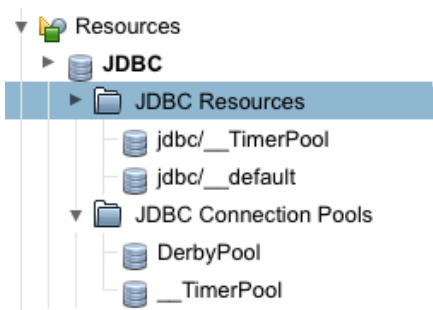 Resources
JDBC
JDBC Resources
jdbc/__TimerPool
jdbc/__default
JDBC Connection Pools
DerbyPool
__TimerPool